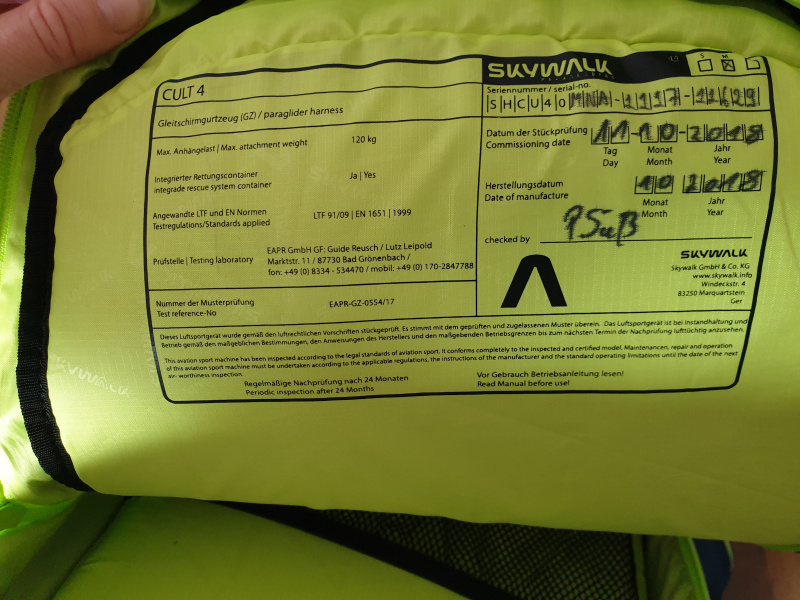 CULT 4
Gleitschirmgurtzeug (GZ) / paraglider harness
Max. Anhängelast | Max. attachment weight 120 kg
Integrierter Rettungscontainer
integrade rescue system container Ja | Yes
Angewandte LTF und EN Normen
Testregulations/Standards applied LTF 91/09 | EN 1651 | 1999
Prüfstelle | Testing laboratory
EAPR GmbH GF: Guide Reusch / Lutz Leipold
Marktstr. 11 / 87730 Bad Grönenbach /
fon: +49 (0) 8334 - 534470 / mobil: +49 (0) 170-2847788
Nummer der Musterprüfung
Test reference-No EAPR-GZ-0554/17
SKYWALK
S M
Seriennummer / serial-no.
SHCU40MNA-1117-11629
Datum der Stückprüfung
Commissioning date
11-10-2018
Tag Monat Jahr
Day Month Year
Herstellungsdatum
Date of manufacture
10 2018
Monat Jahr
Month Year
checked by P Süß
SKYWALK
Skywalk GmbH & Co. KG
www.skywalk.info
Windeckstr. 4
83250 Marquartstein
Ger
Dieses Luftsportgerät wurde gemäß den luftrechtlichen Vorschriften stückgeprüft. Es stimmt mit dem geprüften und zugelassenen Muster überein. Das Luftsportgerät ist bei Instandhaltung und
Betrieb gemäß den maßgeblichen Bestimmungen, den Anweisungen des Herstellers und den maßgebenden Betriebsgrenzen bis zum nächsten Termin der Nachprüfung lufttüchtig anzusehen.
This aviation sport machine has been inspected according to the legal standards of aviation sport. It conforms completely to the inspected and certified model. Maintenancen, repair and operation
of this aviation sport machine must be undertaken according to the applicable regulations, the instructions of the manufacturer and the standard operating limitations until the date of the next
air- worthiness inspection.
Regelmäßige Nachprüfung nach 24 Monaten
Periodic inspection after 24 Months
Vor Gebrauch Betriebsanleitung lesen!
Read Manual before use!
SKYWALK